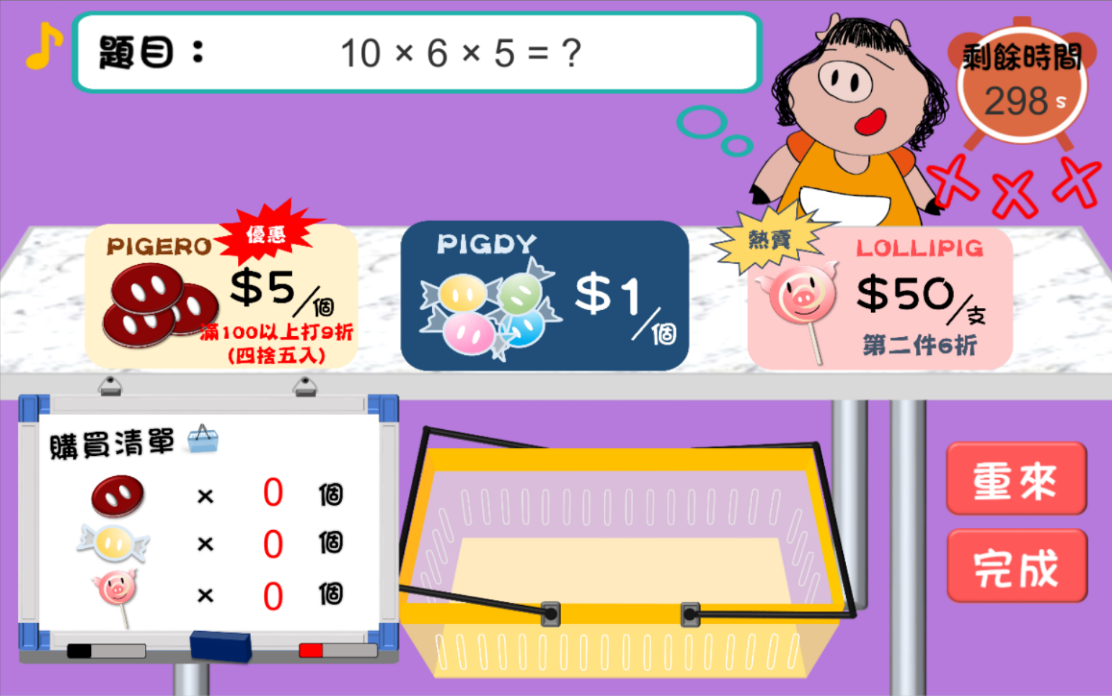 題目： 10 × 6 × 5 = ?
剩餘時間
298 s
PIGERO
優惠
$5/個
滿100以上打9折
(四捨五入)
PIGDY
$1/個
熱賣
LOLLIPIG
$50/支
第二件6折
購買清單
× 0 個
× 0 個
× 0 個
重來
完成